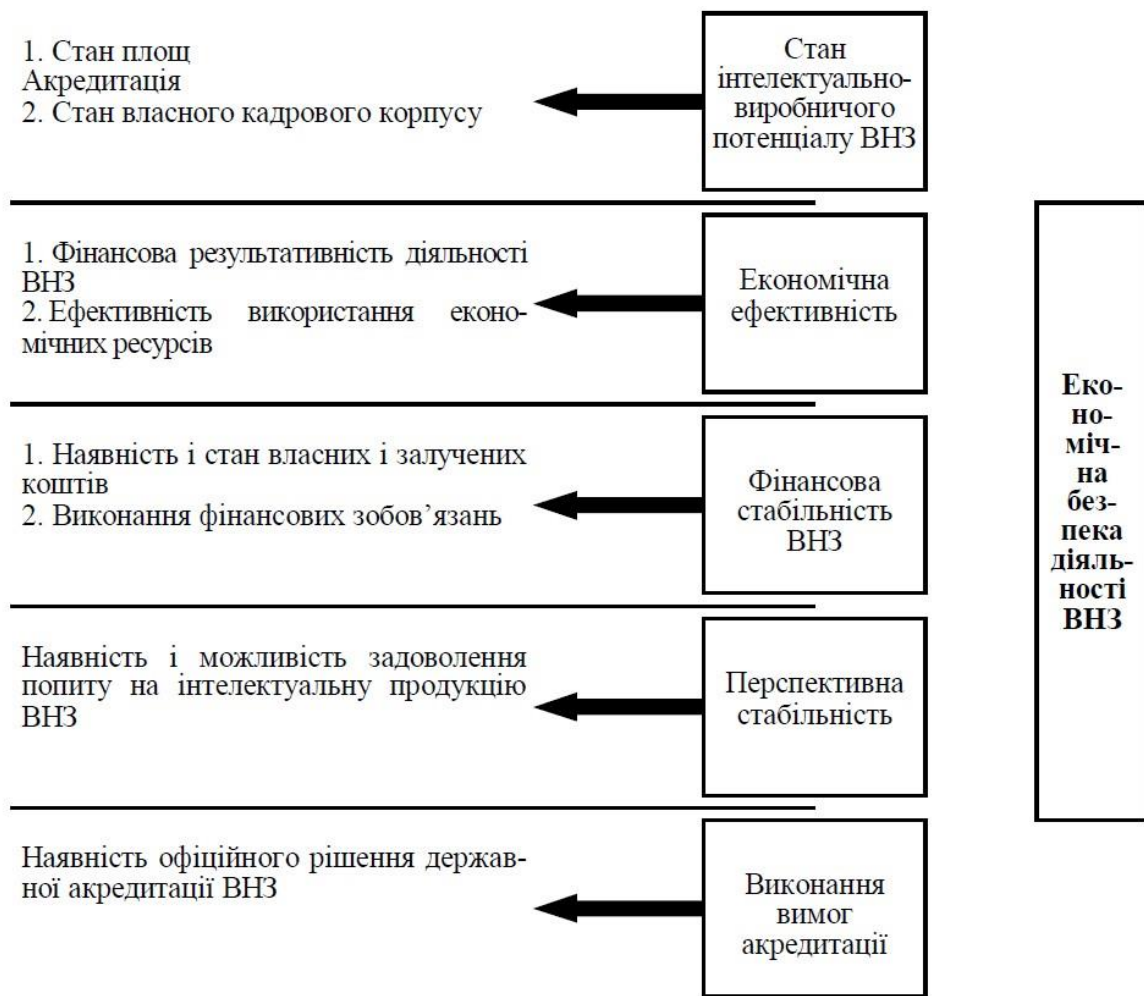 1. Стан площ
Акредитація
2. Стан власного кадрового корпусу
Стан
інтелектуально-
виробничого
потенціалу ВНЗ
1. Фінансова результативність діяльності
ВНЗ
2. Ефективність використання еконо-
мічних ресурсів
Економічна
ефективність
1. Наявність і стан власних і залучених
коштів
2. Виконання фінансових зобов’язань
Фінансова
стабільність
ВНЗ
Наявність і можливість задоволення
попиту на інтелектуальну продукцію
ВНЗ
Перспективна
стабільність
Наявність офіційного рішення держав-
ної акредитації ВНЗ
Виконання
вимог
акредитації
Еко-
но-
міч-
на
без-
пека
діяль-
ності
ВНЗ